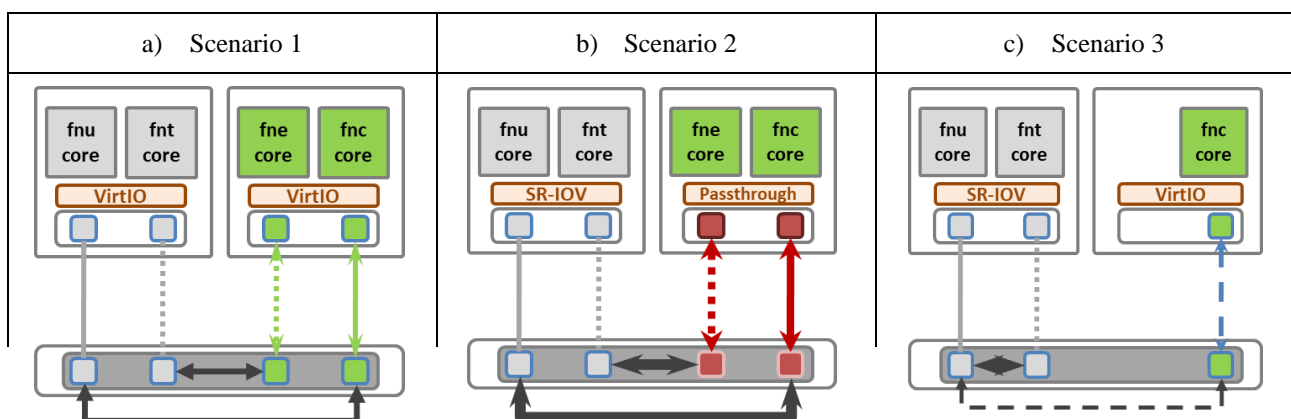 a) Scenario 1
b) Scenario 2
c) Scenario 3
fnu core
fnt core
fne core
fnc core
VirtIO
VirtIO
fnu core
fnt core
fne core
fnc core
SR-IOV
Passthrough
fnu core
fnt core
fnc core
SR-IOV
VirtIO